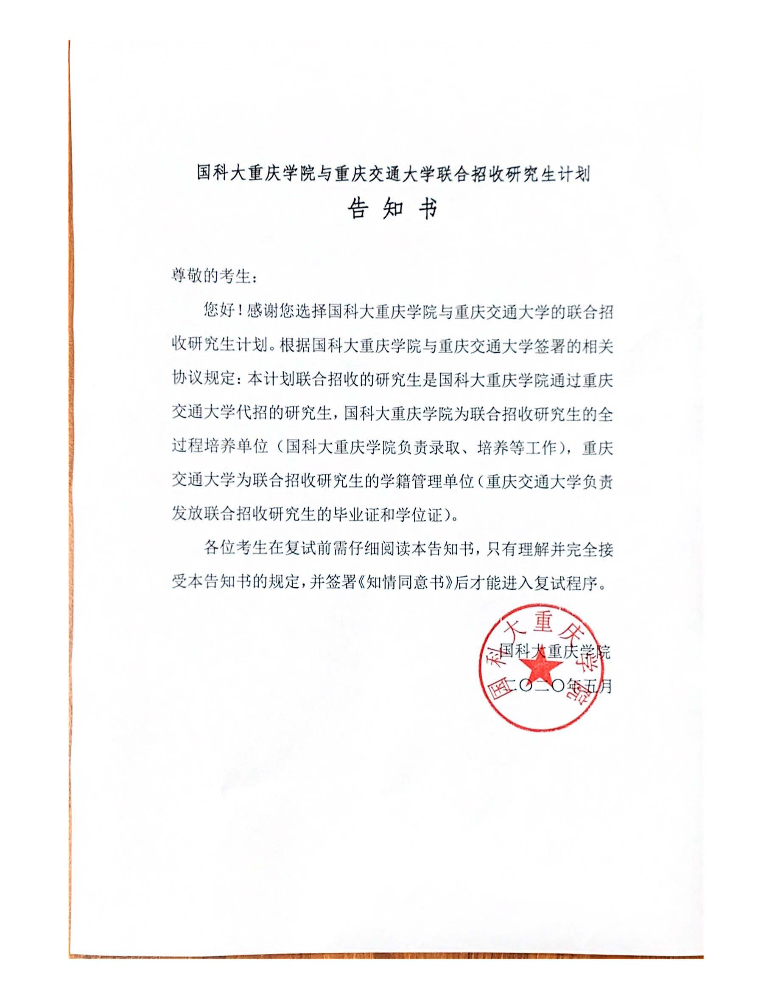 国科大重庆学院与重庆交通大学联合招收研究生计划
告知书
尊敬的考生：
您好！感谢您选择国科大重庆学院与重庆交通大学的联合招
收研究生计划。根据国科大重庆学院与重庆交通大学签署的相关
协议规定：本计划联合招收的研究生是国科大重庆学院通过重庆
交通大学代招的研究生，国科大重庆学院为联合招收研究生的全
过程培养单位（国科大重庆学院负责录取、培养等工作），重庆
交通大学为联合招收研究生的学籍管理单位（重庆交通大学负责
发放联合招收研究生的毕业证和学位证）。
各位考生在复试前需仔细阅读本告知书，只有理解并完全接
受本告知书的规定，并签署《知情同意书》后才能进入复试程序。
国科大重庆学院
国科大重庆学院
二〇二〇年五月